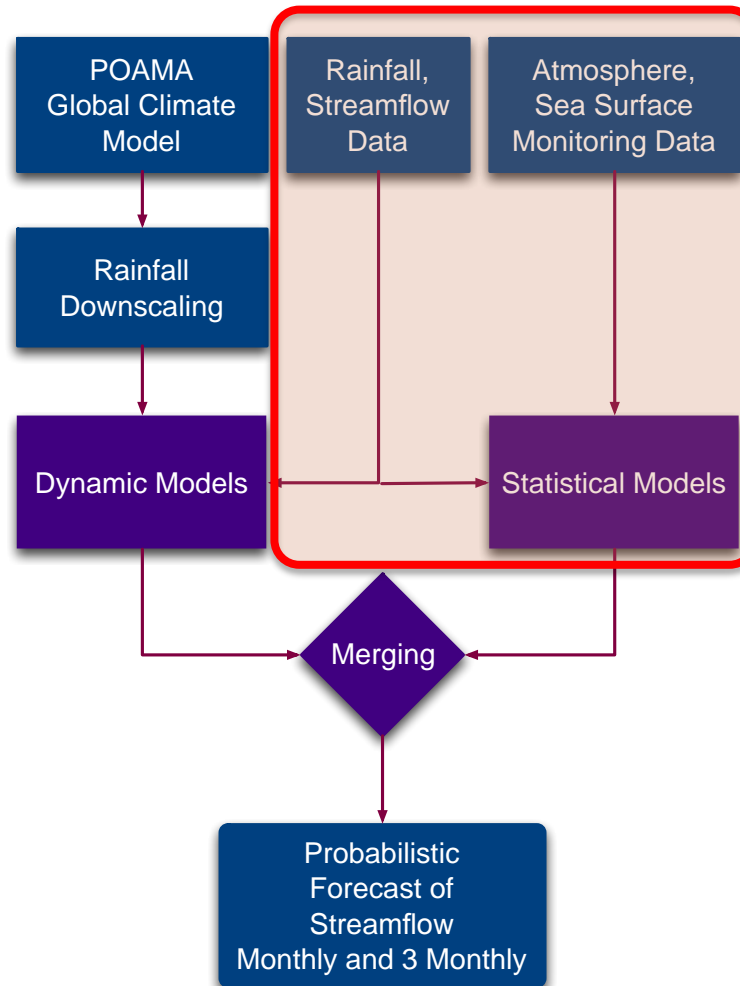 POAMA
Global Climate
Model
Rainfall,
Streamflow
Data
Atmosphere,
Sea Surface
Monitoring Data
Rainfall
Downscaling
Dynamic Models
Statistical Models
Merging
Probabilistic
Forecast of
Streamflow
Monthly and 3 Monthly